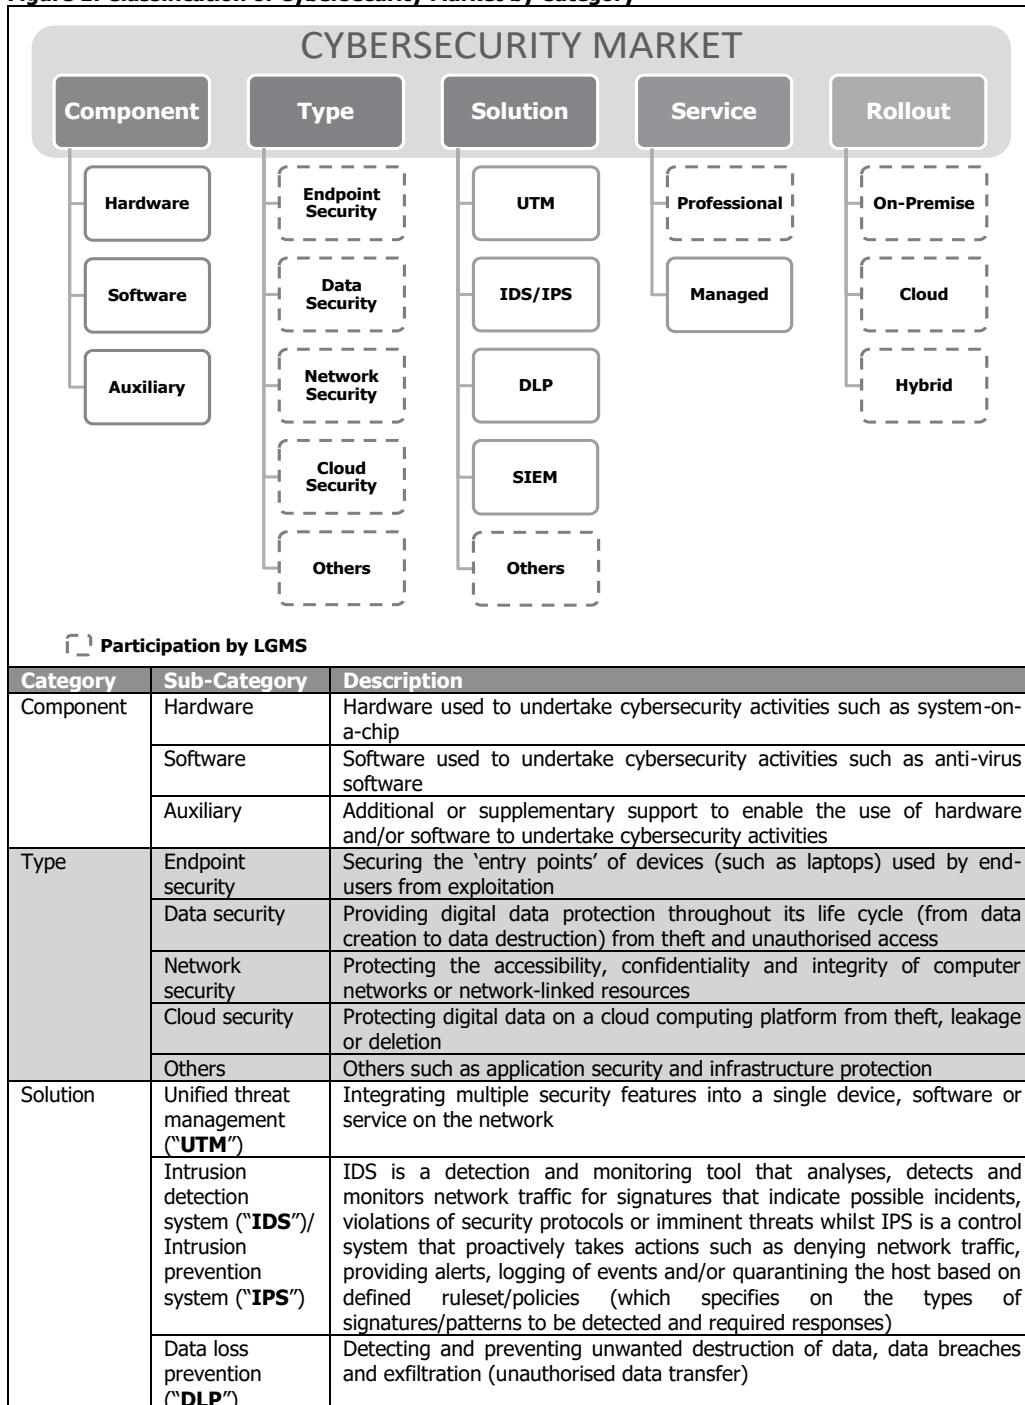 CYBERSECURITY MARKET
Component Type Solution Service Rollout
Hardware
Software
Auxiliary
Endpoint
Security
Data
Security
Network
Security
Cloud
Security
Others
UTM
IDS/IPS
DLP
SIEM
Others
Professional
Managed
On-Premise
Cloud
Hybrid
Participation by LGMS
Category Sub-Category Description
Component Hardware Hardware used to undertake cybersecurity activities such as system-on-
a-chip
Software Software used to undertake cybersecurity activities such as anti-virus
software
Auxiliary Additional or supplementary support to enable the use of hardware
and/or software to undertake cybersecurity activities
Type Endpoint Securing the ‘entry points’ of devices (such as laptops) used by end-
security users from exploitation
Data security Providing digital data protection throughout its life cycle (from data
creation to data destruction) from theft and unauthorised access
Network Protecting the accessibility, confidentiality and integrity of computer
security networks or network-linked resources
Cloud security Protecting digital data on a cloud computing platform from theft, leakage
or deletion
Others Others such as application security and infrastructure protection
Solution Unified threat Integrating multiple security features into a single device, software or
management service on the network
(“UTM”)
Intrusion IDS is a detection and monitoring tool that analyses, detects and
detection monitors network traffic for signatures that indicate possible incidents,
system (“IDS”)/ violations of security protocols or imminent threats whilst IPS is a control
Intrusion system that proactively takes actions such as denying network traffic,
prevention providing alerts, logging of events and/or quarantining the host based on
system (“IPS”) defined ruleset/policies (which specifies on the types of
signatures/patterns to be detected and required responses)
Data loss Detecting and preventing unwanted destruction of data, data breaches
prevention and exfiltration (unauthorised data transfer)
(“DLP”)